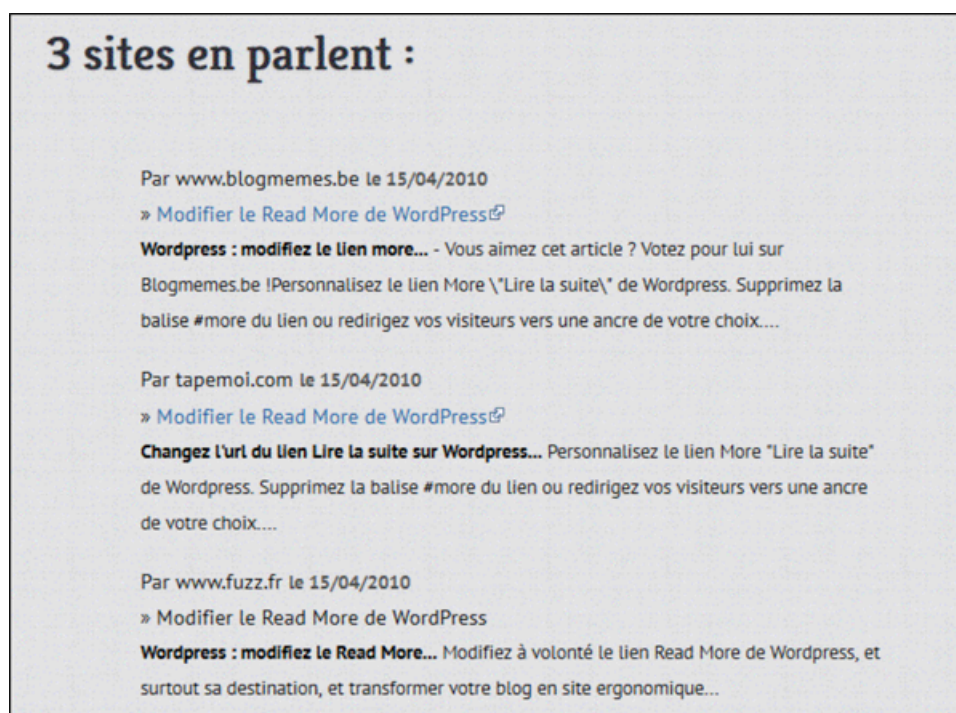 3 sites en parlent :
Par www.blogmemes.be le 15/04/2010
» Modifier le Read More de WordPress
Wordpress : modifiez le lien more... - Vous aimez cet article ? Votez pour lui sur
Blogmemes.be !Personnalisez le lien More \"Lire la suite\" de Wordpress. Supprimez la
balise #more du lien ou redirigez vos visiteurs vers une ancre de votre choix....
Par tapemoi.com le 15/04/2010
» Modifier le Read More de WordPress
Changez l'url du lien Lire la suite sur Wordpress... Personnalisez le lien More "Lire la suite"
de Wordpress. Supprimez la balise #more du lien ou redirigez vos visiteurs vers une ancre
de votre choix....
Par www.fuzz.fr le 15/04/2010
» Modifier le Read More de WordPress
Wordpress : modifiez le Read More... Modifiez à volonté le lien Read More de Wordpress, et
surtout sa destination, et transformer votre blog en site ergonomique...